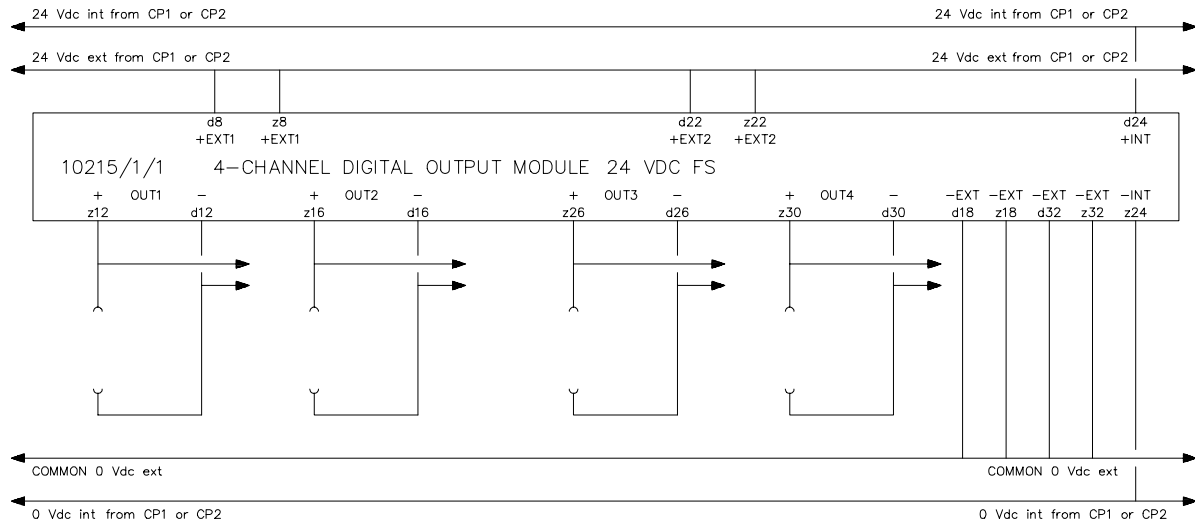 24 Vdc int from CP1 or CP2 24 Vdc int from CP1 or CP2
24 Vdc ext from CP1 or CP2 24 Vdc ext from CP1 or CP2
d8 z8 d22 z22 d24
+EXT1 +EXT1 +EXT2 +EXT2 +INT
10215/1/1 4-CHANNEL DIGITAL OUTPUT MODULE 24 VDC FS
+ OUT1 − + OUT2 − + OUT3 − + OUT4 − −EXT −EXT −EXT −EXT −INT
z12 d12 z16 d16 z26 d26 z30 d30 d18 z18 d32 z32 z24
COMMON 0 Vdc ext COMMON 0 Vdc ext
0 Vdc int from CP1 or CP2 0 Vdc int from CP1 or CP2